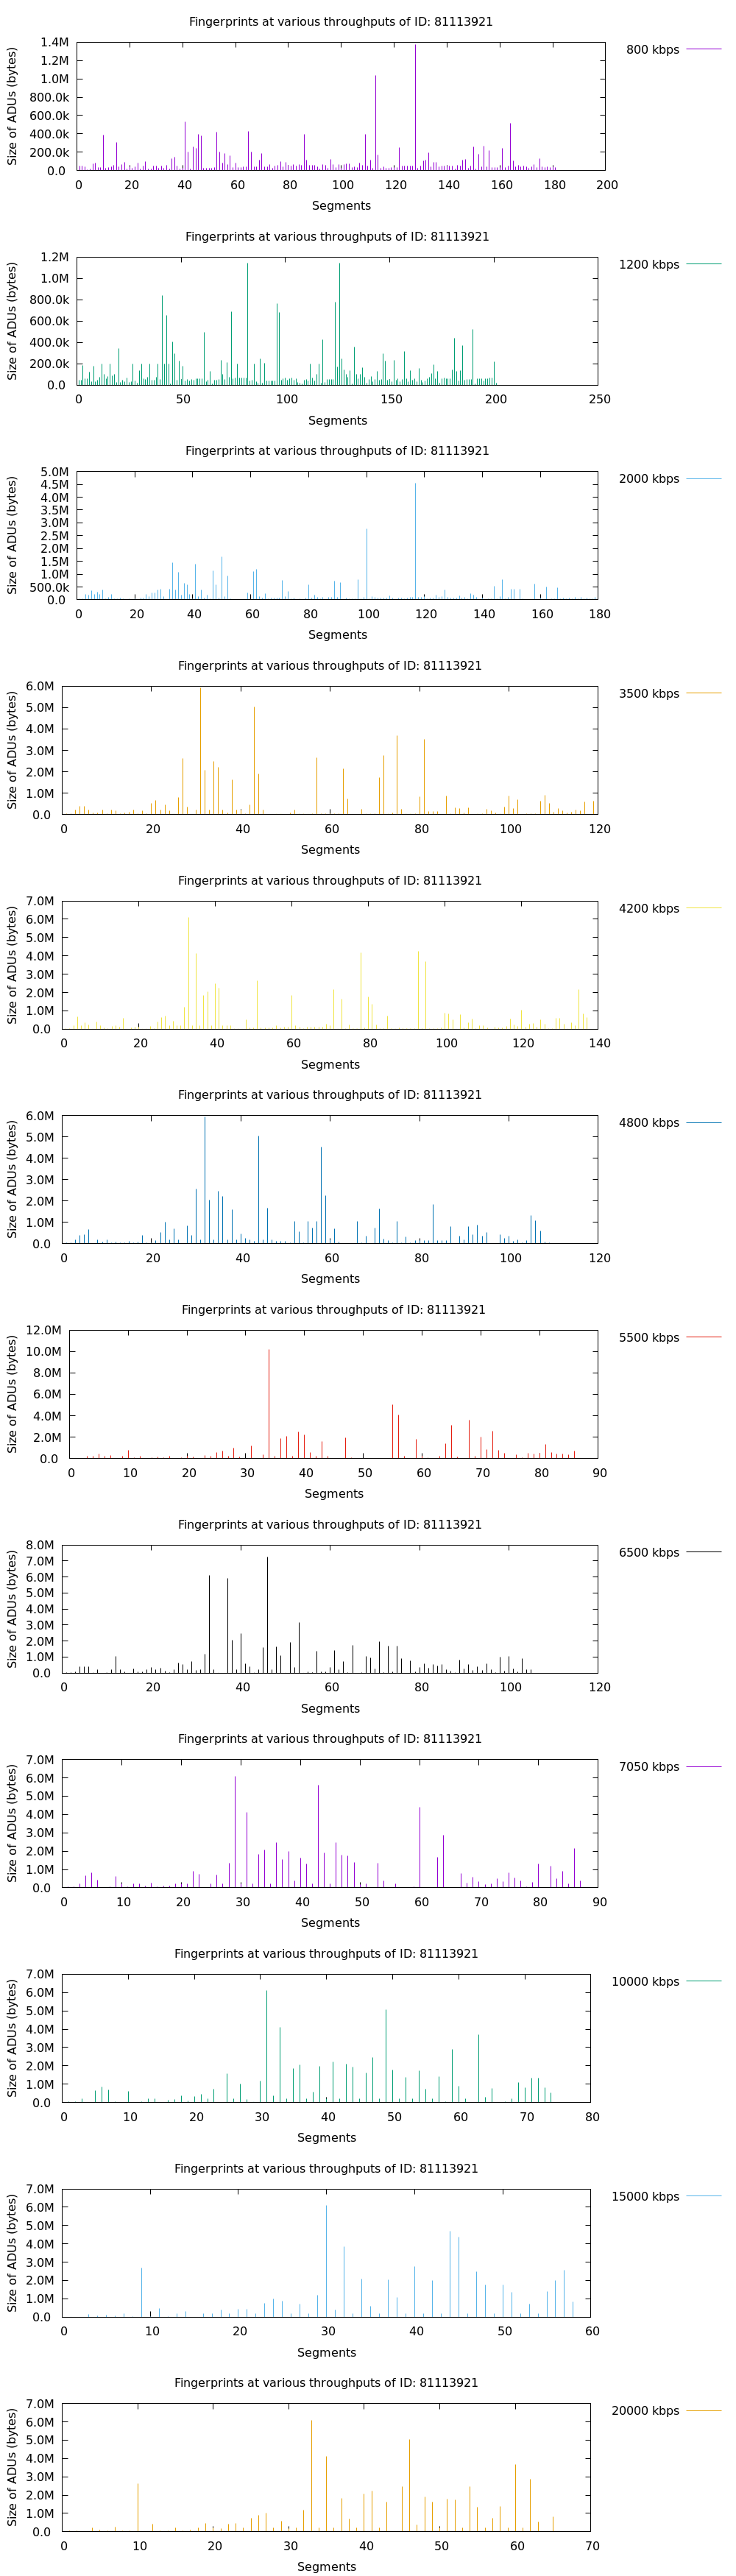 Fingerprints at various throughputs of ID: 81113921
800 kbps
Size of ADUs (bytes)
1.4M
1.2M
1.0M
800.0k
600.0k
400.0k
200.0k
0.0
0 20 40 60 80 100 120 140 160 180 200
Segments
Fingerprints at various throughputs of ID: 81113921
1200 kbps
Size of ADUs (bytes)
1.2M
1.0M
800.0k
600.0k
400.0k
200.0k
0.0
0 50 100 150 200 250
Segments
Fingerprints at various throughputs of ID: 81113921
2000 kbps
Size of ADUs (bytes)
5.0M
4.5M
4.0M
3.5M
3.0M
2.5M
2.0M
1.5M
1.0M
500.0k
0.0
0 20 40 60 80 100 120 140 160 180
Segments
Fingerprints at various throughputs of ID: 81113921
3500 kbps
Size of ADUs (bytes)
6.0M
5.0M
4.0M
3.0M
2.0M
1.0M
0.0
0 20 40 60 80 100 120
Segments
Fingerprints at various throughputs of ID: 81113921
4200 kbps
Size of ADUs (bytes)
7.0M
6.0M
5.0M
4.0M
3.0M
2.0M
1.0M
0.0
0 20 40 60 80 100 120 140
Segments
Fingerprints at various throughputs of ID: 81113921
4800 kbps
Size of ADUs (bytes)
6.0M
5.0M
4.0M
3.0M
2.0M
1.0M
0.0
0 20 40 60 80 100 120
Segments
Fingerprints at various throughputs of ID: 81113921
5500 kbps
Size of ADUs (bytes)
12.0M
10.0M
8.0M
6.0M
4.0M
2.0M
0.0
0 10 20 30 40 50 60 70 80 90
Segments
Fingerprints at various throughputs of ID: 81113921
6500 kbps
Size of ADUs (bytes)
8.0M
7.0M
6.0M
5.0M
4.0M
3.0M
2.0M
1.0M
0.0
0 20 40 60 80 100 120
Segments
Fingerprints at various throughputs of ID: 81113921
7050 kbps
Size of ADUs (bytes)
7.0M
6.0M
5.0M
4.0M
3.0M
2.0M
1.0M
0.0
0 10 20 30 40 50 60 70 80 90
Segments
Fingerprints at various throughputs of ID: 81113921
10000 kbps
Size of ADUs (bytes)
7.0M
6.0M
5.0M
4.0M
3.0M
2.0M
1.0M
0.0
0 10 20 30 40 50 60 70 80
Segments
Fingerprints at various throughputs of ID: 81113921
15000 kbps
Size of ADUs (bytes)
7.0M
6.0M
5.0M
4.0M
3.0M
2.0M
1.0M
0.0
0 10 20 30 40 50 60
Segments
Fingerprints at various throughputs of ID: 81113921
20000 kbps
Size of ADUs (bytes)
7.0M
6.0M
5.0M
4.0M
3.0M
2.0M
1.0M
0.0
0 10 20 30 40 50 60 70
Segments